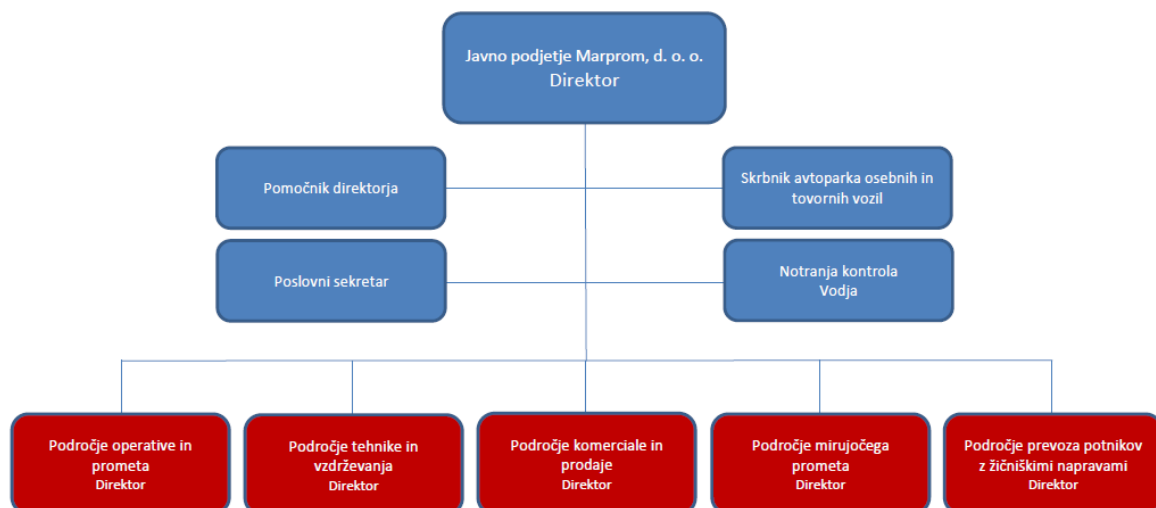 Javno podjetje Marprom, d. o. o.
Direktor
Pomočnik direktorja
Skrbnik avtoparka osebnih in
tovornih vozil
Poslovni sekretar
Notranja kontrola
Vodja
Področje operative in
prometa
Direktor
Področje tehnike in
vzdrževanja
Direktor
Področje komerciale in
prodaje
Direktor
Področje mirujočega
prometa
Direktor
Področje prevoza potnikov
z žičniškimi napravami
Direktor